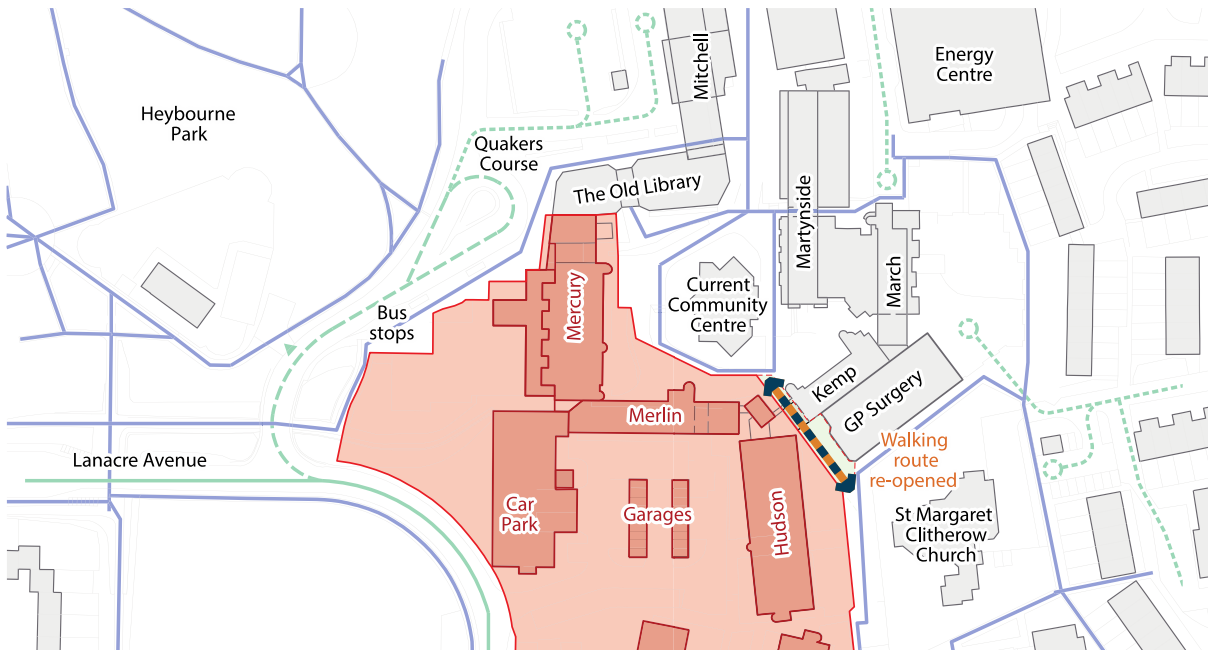 Mitchell
Energy
Centre
Heybourne
Park
Quakers
Course
The Old Library
Martynside
March
Mercury
Current
Community
Centre
Bus
stops
Kemp
GP Surgery
Merlin
Walking
route
re-opened
Lanacre Avenue
Car
Park
Garages
Hudson
St Margaret
Clitherow
Church